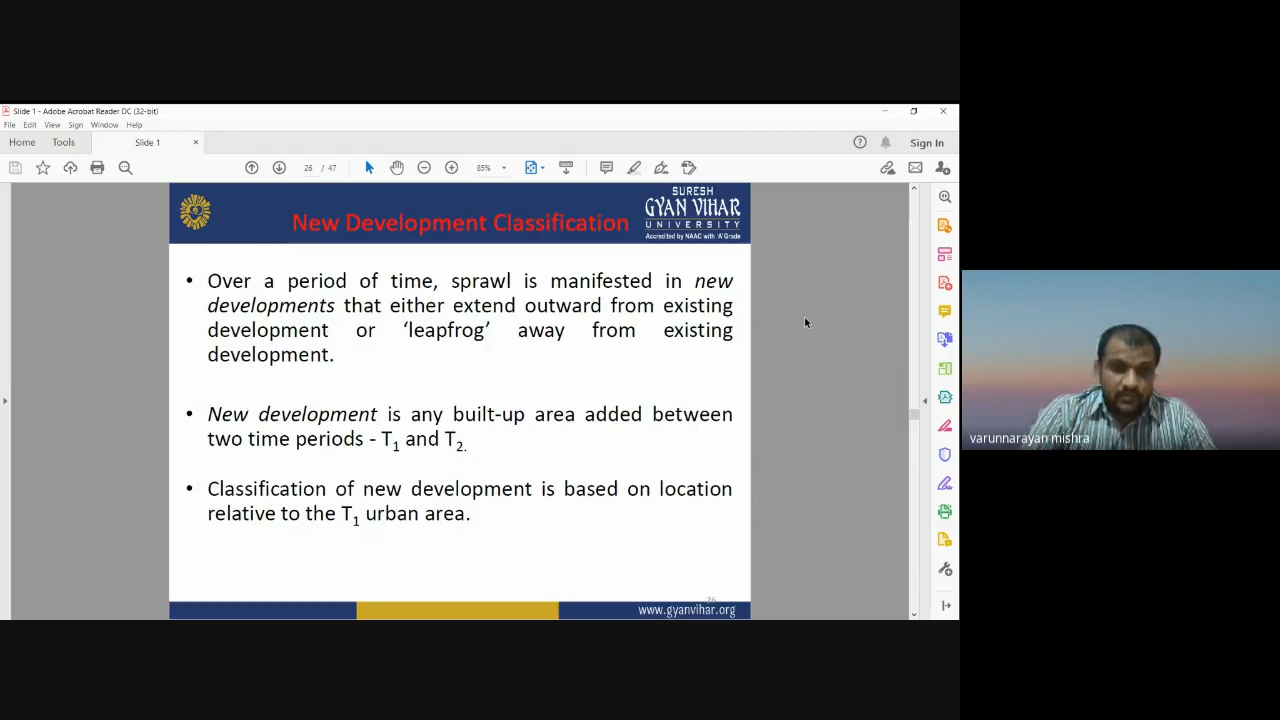 Slide 1 - Adobe Acrobat Reader DC (32-bit)
File Edit View Sign Window Help
Home Tools Slide 1 × Sign In
26 / 47 85%
SURESH
GYAN VIHAR
UNIVERSITY
Accredited by NAAC with 'A' Grade
New Development Classification
• Over a period of time, sprawl is manifested in new
developments that either extend outward from existing
development or ‘leapfrog’ away from existing
development.
• New development is any built-up area added between
two time periods - T1 and T2.
• Classification of new development is based on location
relative to the T1 urban area.
26
www.gyanvihar.org
varunnarayan mishra